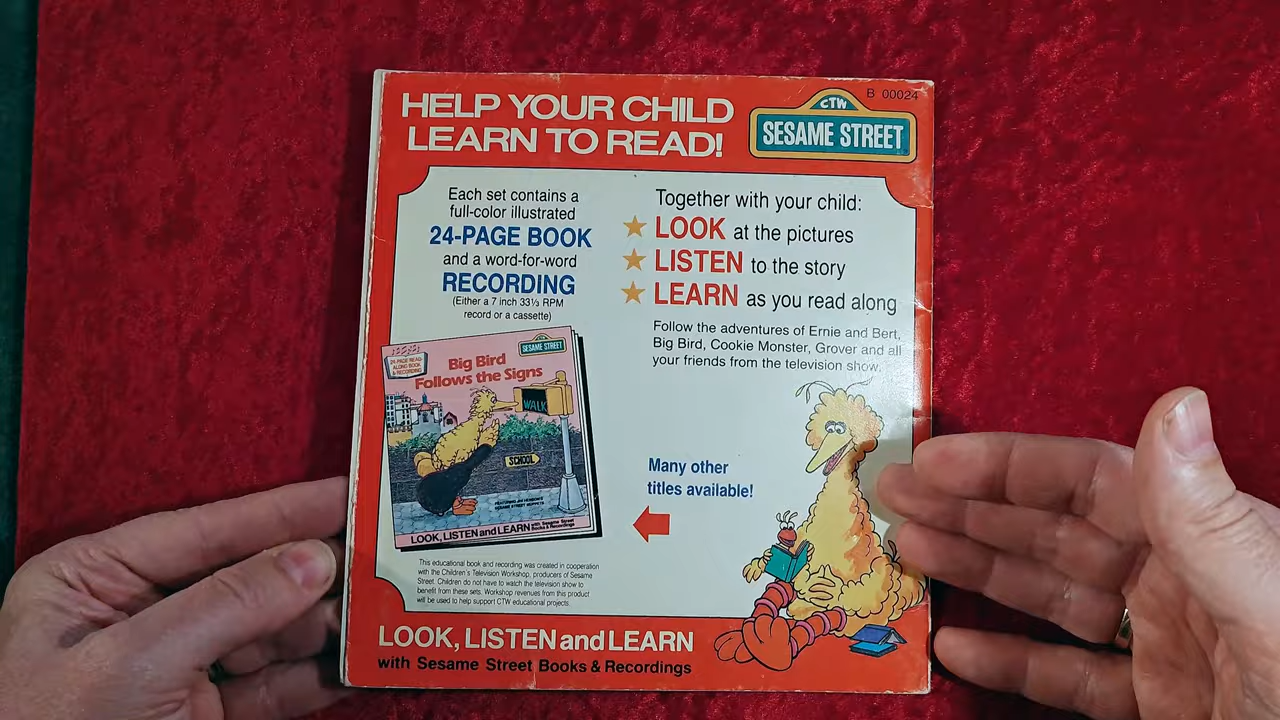 HELP YOUR CHILD
LEARN TO READ!
B 00024
CTW
SESAME STREET
Each set contains a
full-color illustrated
24-PAGE BOOK
and a word-for-word
RECORDING
(Either a 7 inch 33⅓ RPM
record or a cassette)
Together with your child:
LOOK at the pictures
LISTEN to the story
LEARN as you read along
Follow the adventures of Ernie and Bert,
Big Bird, Cookie Monster, Grover and all
your friends from the television show.
24-PAGE READ-
ALONG BOOK
& RECORDING
SESAME STREET
Big Bird
Follows the Signs
WALK
SCHOOL
FEATURING JIM HENSON'S
SESAME STREET MUPPETS
LOOK, LISTEN and LEARN with Sesame Street
Books & Recordings
Many other
titles available!
This educational book and recording was created in cooperation
with the Children's Television Workshop, producers of Sesame
Street. Children do not have to watch the television show to
benefit from these sets. Workshop revenues from this product
will be used to help support CTW educational projects.
LOOK, LISTEN and LEARN
with Sesame Street Books & Recordings